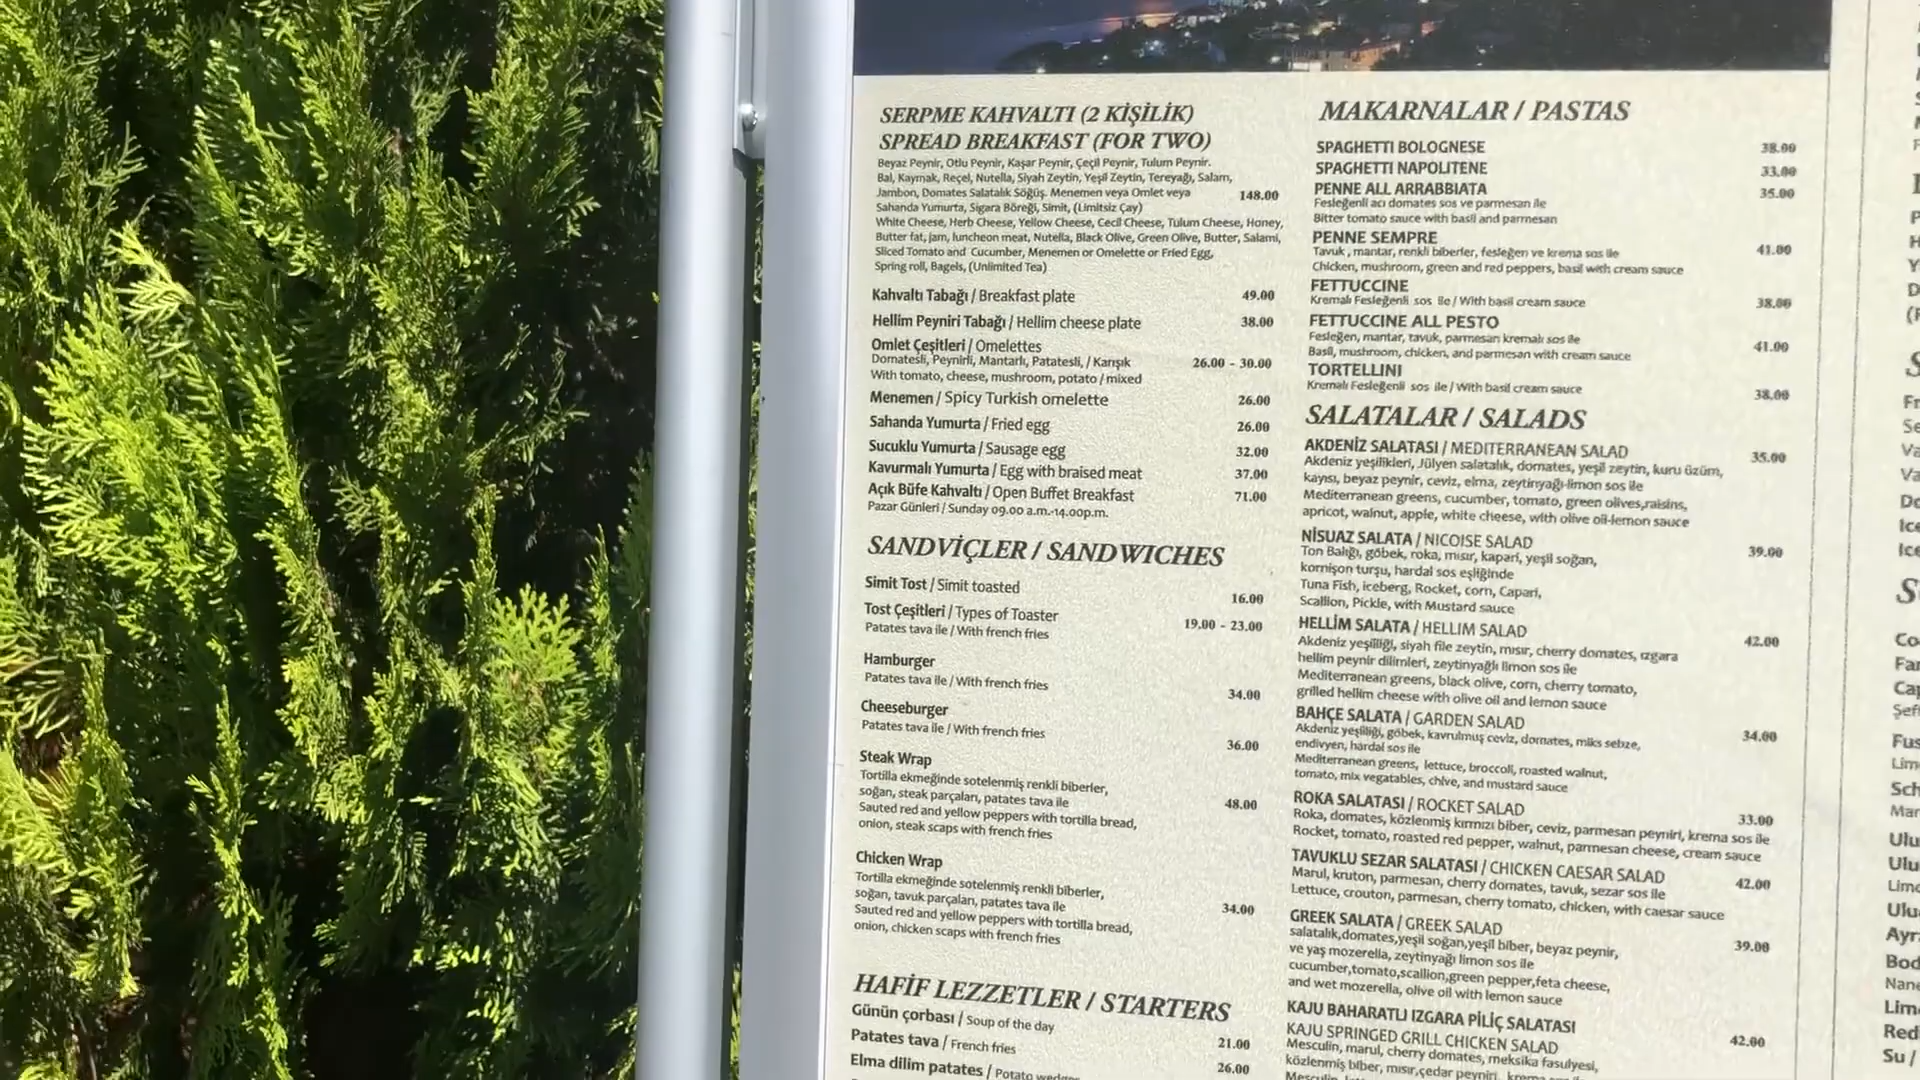 SERPME KAHVALTI (2 KİŞİLİK)
SPREAD BREAKFAST (FOR TWO)
Beyaz Peynir, Otlu Peynir, Kaşar Peynir, Çeçil Peynir, Tulum Peynir.
Bal, Kaymak, Reçel, Nutella, Siyah Zeytin, Yeşil Zeytin, Tereyağı, Salam,
Jambon, Domates Salatalık Söğüş. Menemen veya Omlet veya 148.00
Sahanda Yumurta, Sigara Böreği, Simit, (Limitsiz Çay)
White Cheese, Herb Cheese, Yellow Cheese, Cecil Cheese, Tulum Cheese, Honey,
Butter fat, jam, luncheon meat, Nutella, Black Olive, Green Olive, Butter, Salami,
Sliced Tomato and Cucumber, Menemen or Omelette or Fried Egg,
Spring roll, Bagels, (Unlimited Tea)
Kahvaltı Tabağı / Breakfast plate 49.00
Hellim Peyniri Tabağı / Hellim cheese plate 38.00
Omlet Çeşitleri / Omelettes
Domatesli, Peynirli, Mantarlı, Patatesli, / Karışık 26.00 - 30.00
With tomato, cheese, mushroom, potato / mixed
Menemen / Spicy Turkish omelette 26.00
Sahanda Yumurta / Fried egg 26.00
Sucuklu Yumurta / Sausage egg 32.00
Kavurmalı Yumurta / Egg with braised meat 37.00
Açık Büfe Kahvaltı / Open Buffet Breakfast 71.00
Pazar Günleri / Sunday 09.00 a.m.-14.00p.m.
SANDVİÇLER / SANDWICHES
Simit Tost / Simit toasted 16.00
Tost Çeşitleri / Types of Toaster 19.00 - 23.00
Patates tava ile / With french fries
Hamburger
Patates tava ile / With french fries 34.00
Cheeseburger
Patates tava ile / With french fries 36.00
Steak Wrap
Tortilla ekmeğinde sotelenmiş renkli biberler,
soğan, steak parçaları, patates tava ile 48.00
Sauted red and yellow peppers with tortilla bread,
onion, steak scaps with french fries
Chicken Wrap
Tortilla ekmeğinde sotelenmiş renkli biberler,
soğan, tavuk parçaları, patates tava ile 34.00
Sauted red and yellow peppers with tortilla bread,
onion, chicken scaps with french fries
HAFİF LEZZETLER / STARTERS
Günün çorbası / Soup of the day 21.00
Patates tava / French fries 26.00
Elma dilim patates / Potato wedges
MAKARNALAR / PASTAS
SPAGHETTI BOLOGNESE 38.00
SPAGHETTI NAPOLITENE 33.00
PENNE ALL ARRABBIATA 35.00
Fesleğenli acı domates sos ve parmesan ile
Bitter tomato sauce with basil and parmesan
PENNE SEMPRE 41.00
Tavuk , mantar, renkli biberler, fesleğen ve krema sos ile
Chicken, mushroom, green and red peppers, basil with cream sauce
FETTUCCINE
Kremalı Fesleğenli sos ile / With basil cream sauce 38.00
FETTUCCINE ALL PESTO
Fesleğen, mantar, tavuk, parmesan kremalı sos ile 41.00
Basil, mushroom, chicken, and parmesan with cream sauce
TORTELLINI
Kremalı Fesleğenli sos ile / With basil cream sauce 38.00
SALATALAR / SALADS
AKDENİZ SALATASI / MEDITERRANEAN SALAD 35.00
Akdeniz yeşilikleri, Jülyen salatalık, domates, yeşil zeytin, kuru üzüm,
kayısı, beyaz peynir, ceviz, elma, zeytinyağı-limon sos ile
Mediterranean greens, cucumber, tomato, green olives,raisins,
apricot, walnut, apple, white cheese, with olive oil-lemon sauce
NİSUAZ SALATA / NICOISE SALAD 39.00
Ton Balığı, göbek, roka, mısır, kapari, yeşil soğan,
kornişon turşu, hardal sos eşliğinde
Tuna Fish, iceberg, Rocket, corn, Capari,
Scallion, Pickle, with Mustard sauce
HELLİM SALATA / HELLIM SALAD 42.00
Akdeniz yeşilliği, siyah file zeytin, mısır, cherry domates, ızgara
hellim peynir dilimleri, zeytinyağlı limon sos ile
Mediterranean greens, black olive, corn, cherry tomato,
grilled hellim cheese with olive oil and lemon sauce
BAHÇE SALATA / GARDEN SALAD 34.00
Akdeniz yeşilliği, göbek, kavrulmuş ceviz, domates, miks sebze,
endivyen, hardal sos ile
Mediterranean greens, lettuce, broccoli, roasted walnut,
tomato, mix vegatables, chive, and mustard sauce
ROKA SALATASI / ROCKET SALAD 33.00
Roka, domates, közlenmiş kırmızı biber, ceviz, parmesan peyniri, krema sos ile
Rocket, tomato, roasted red pepper, walnut, parmesan cheese, cream sauce
TAVUKLU SEZAR SALATASI / CHICKEN CAESAR SALAD 42.00
Marul, kruton, parmesan, cherry domates, tavuk, sezar sos ile
Lettuce, crouton, parmesan, cherry tomato, chicken, with caesar sauce
GREEK SALATA / GREEK SALAD 39.00
salatalık,domates,yeşil soğan,yeşil biber, beyaz peynir,
ve yaş mozerella, zeytinyağı limon sos ile
cucumber,tomato,scallion,green pepper,feta cheese,
and wet mozerella, olive oil with lemon sauce
KAJU BAHARATLI IZGARA PİLİÇ SALATASI
KAJU SPRINGED GRILL CHICKEN SALAD 42.00
Mesculin, marul, cherry domates, meksika fasulyesi,
közlenmiş biber, mısır,çedar peyniri,